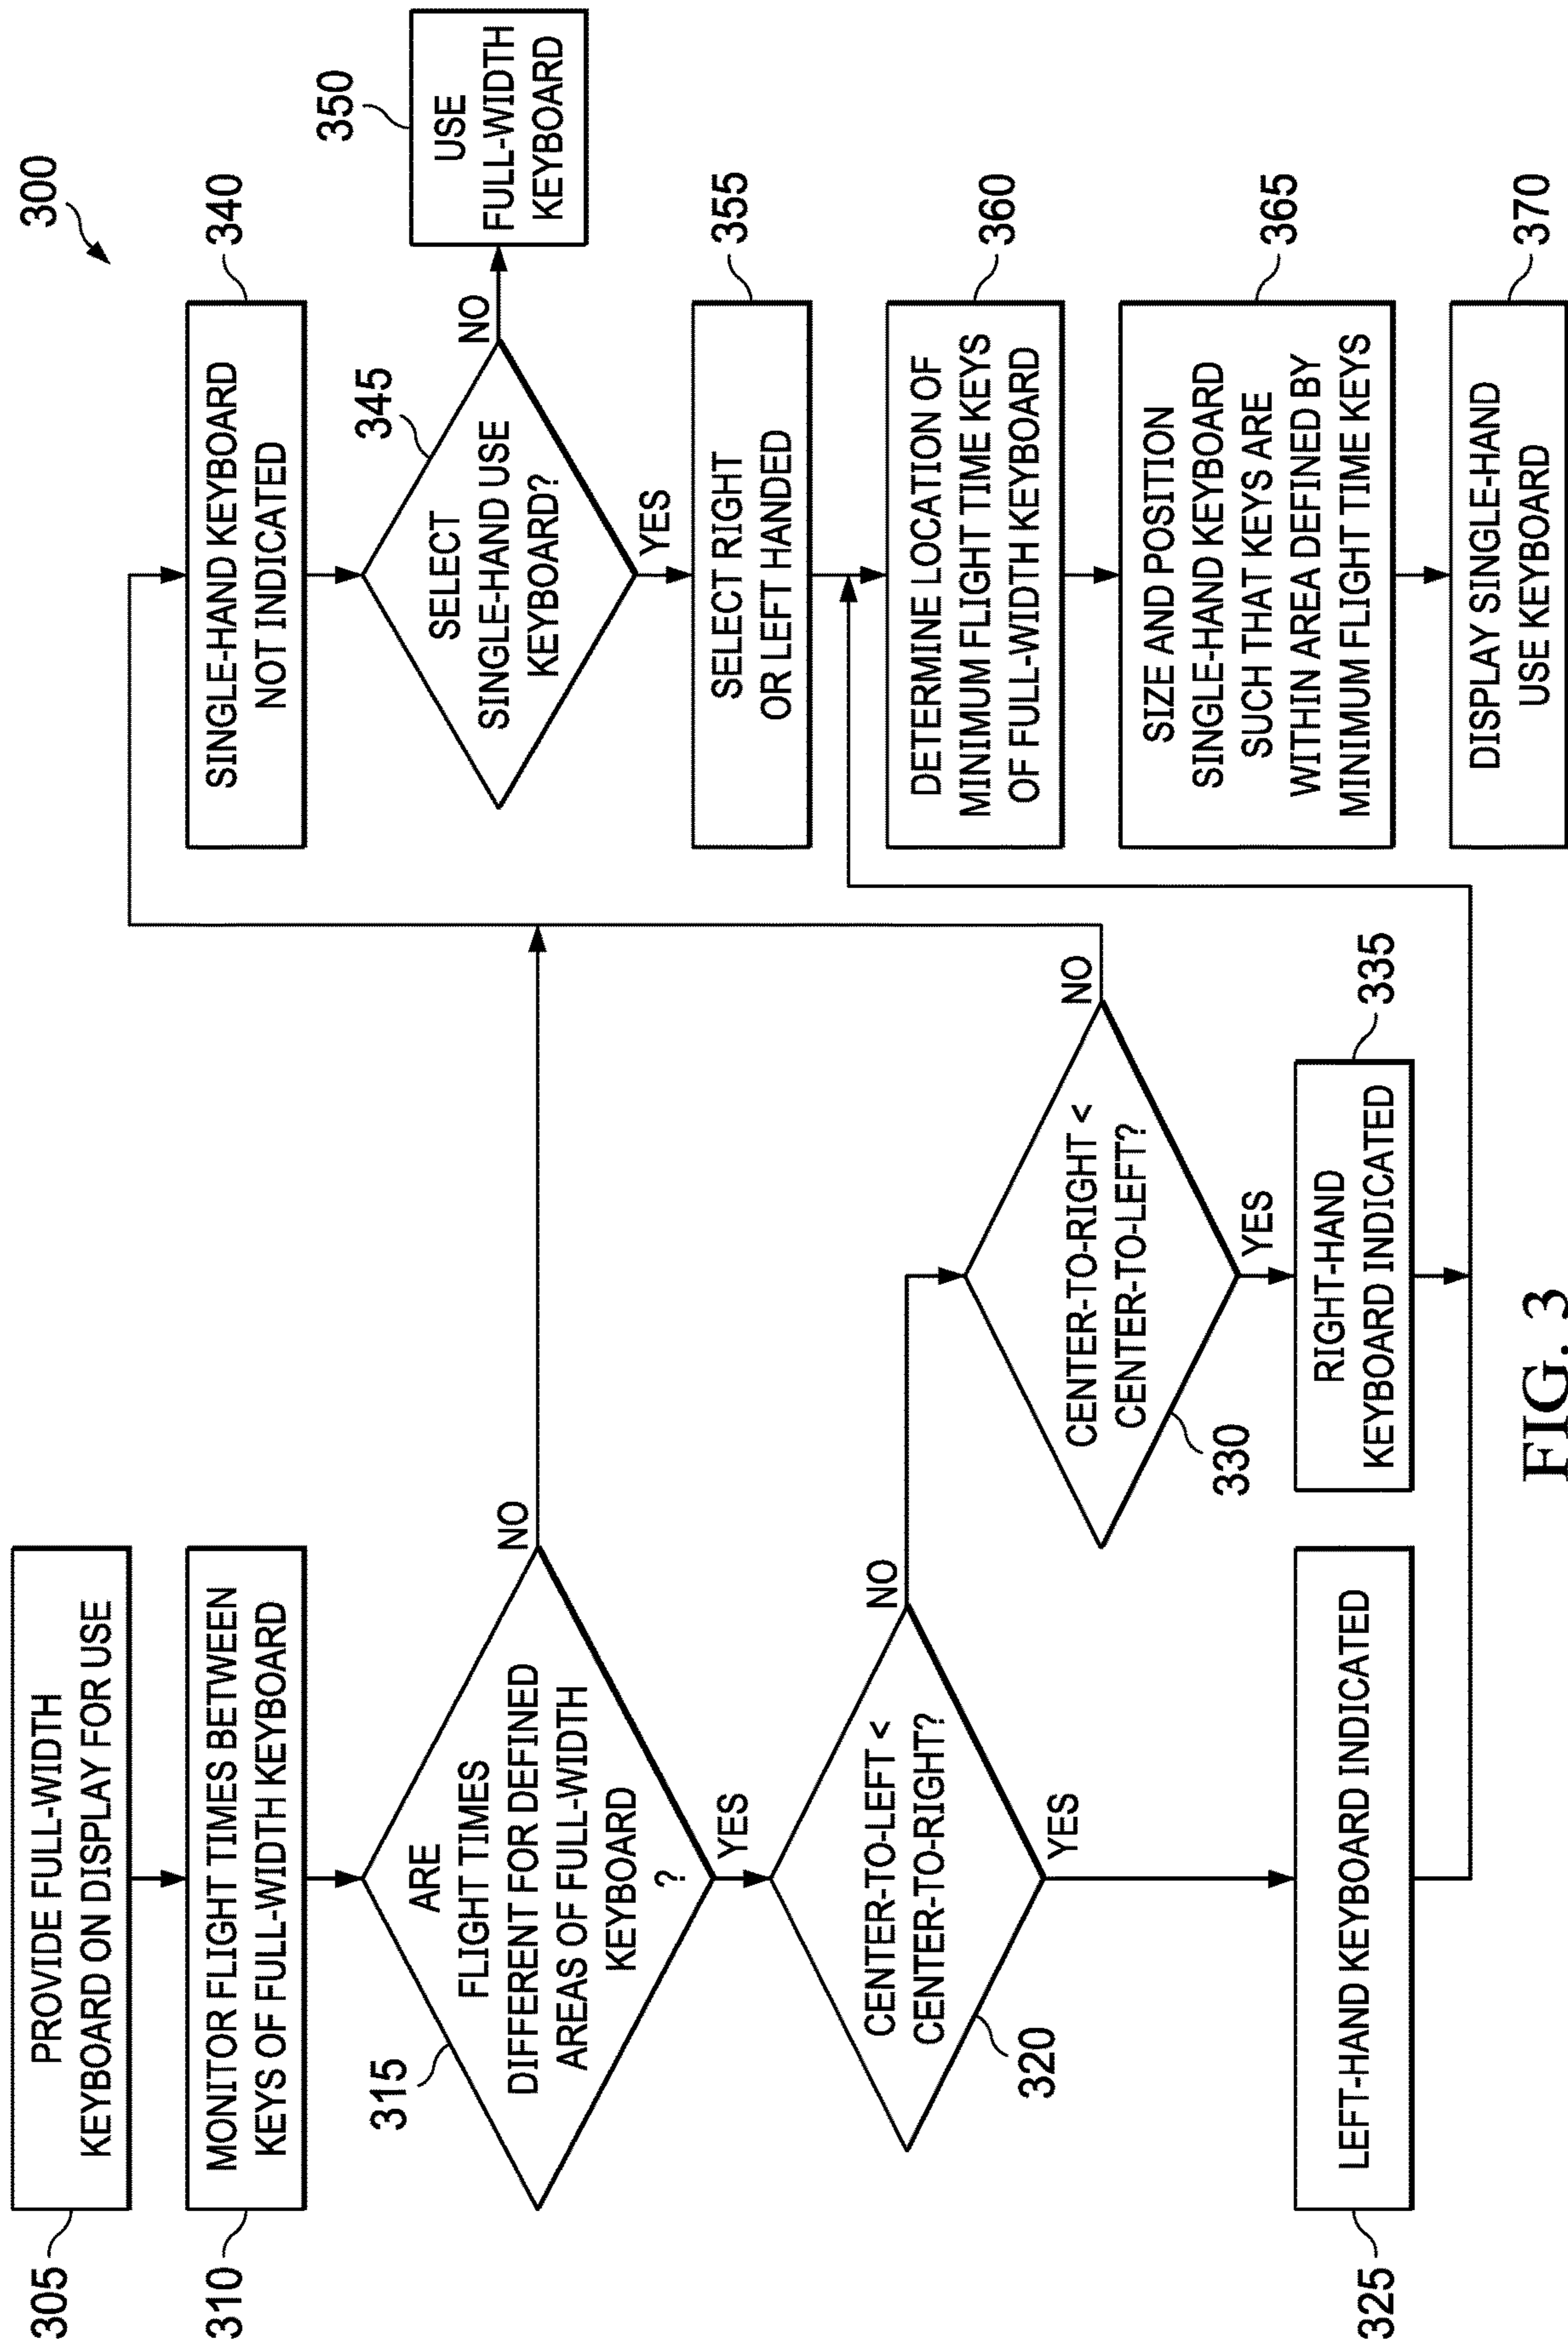 300
PROVIDE FULL-WIDTH
KEYBOARD ON DISPLAY FOR USE
305
MONITOR FLIGHT TIMES BETWEEN
KEYS OF FULL-WIDTH KEYBOARD
310
ARE
FLIGHT TIMES
DIFFERENT FOR DEFINED
AREAS OF FULL-WIDTH
KEYBOARD
?
315
NO
YES
CENTER-TO-LEFT <
CENTER-TO-RIGHT?
320
NO
YES
LEFT-HAND KEYBOARD INDICATED
325
CENTER-TO-RIGHT <
CENTER-TO-LEFT?
330
NO
YES
RIGHT-HAND
KEYBOARD INDICATED
335
SINGLE-HAND KEYBOARD
NOT INDICATED
340
SELECT
SINGLE-HAND USE
KEYBOARD?
345
NO
YES
USE
FULL-WIDTH
KEYBOARD
350
SELECT RIGHT
OR LEFT HANDED
355
DETERMINE LOCATION OF
MINIMUM FLIGHT TIME KEYS
OF FULL-WIDTH KEYBOARD
360
SIZE AND POSITION
SINGLE-HAND KEYBOARD
SUCH THAT KEYS ARE
WITHIN AREA DEFINED BY
MINIMUM FLIGHT TIME KEYS
365
DISPLAY SINGLE-HAND
USE KEYBOARD
370
FIG. 3